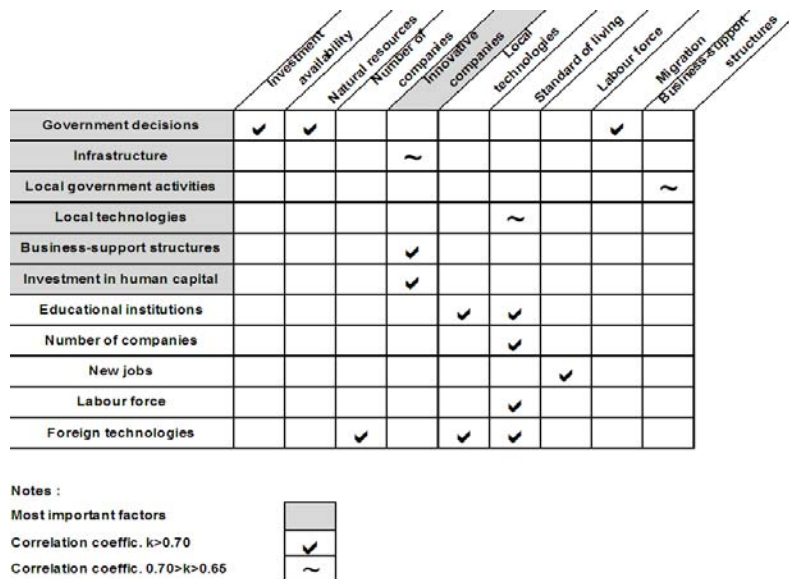 Investment
availability
Natural resources
Number of
companies
Innovative
companies
Local
technologies
Standard of living
Labour force
Migration
Business-support
structures
Government decisions ✔ ✔ ✔
Infrastructure ~
Local government activities ~
Local technologies ~
Business-support structures ✔
Investment in human capital ✔
Educational institutions ✔ ✔
Number of companies ✔
New jobs ✔
Labour force ✔
Foreign technologies ✔ ✔ ✔
Notes :
Most important factors
Correlation coeffic. k>0.70 ✔
Correlation coeffic. 0.70>k>0.65 ~